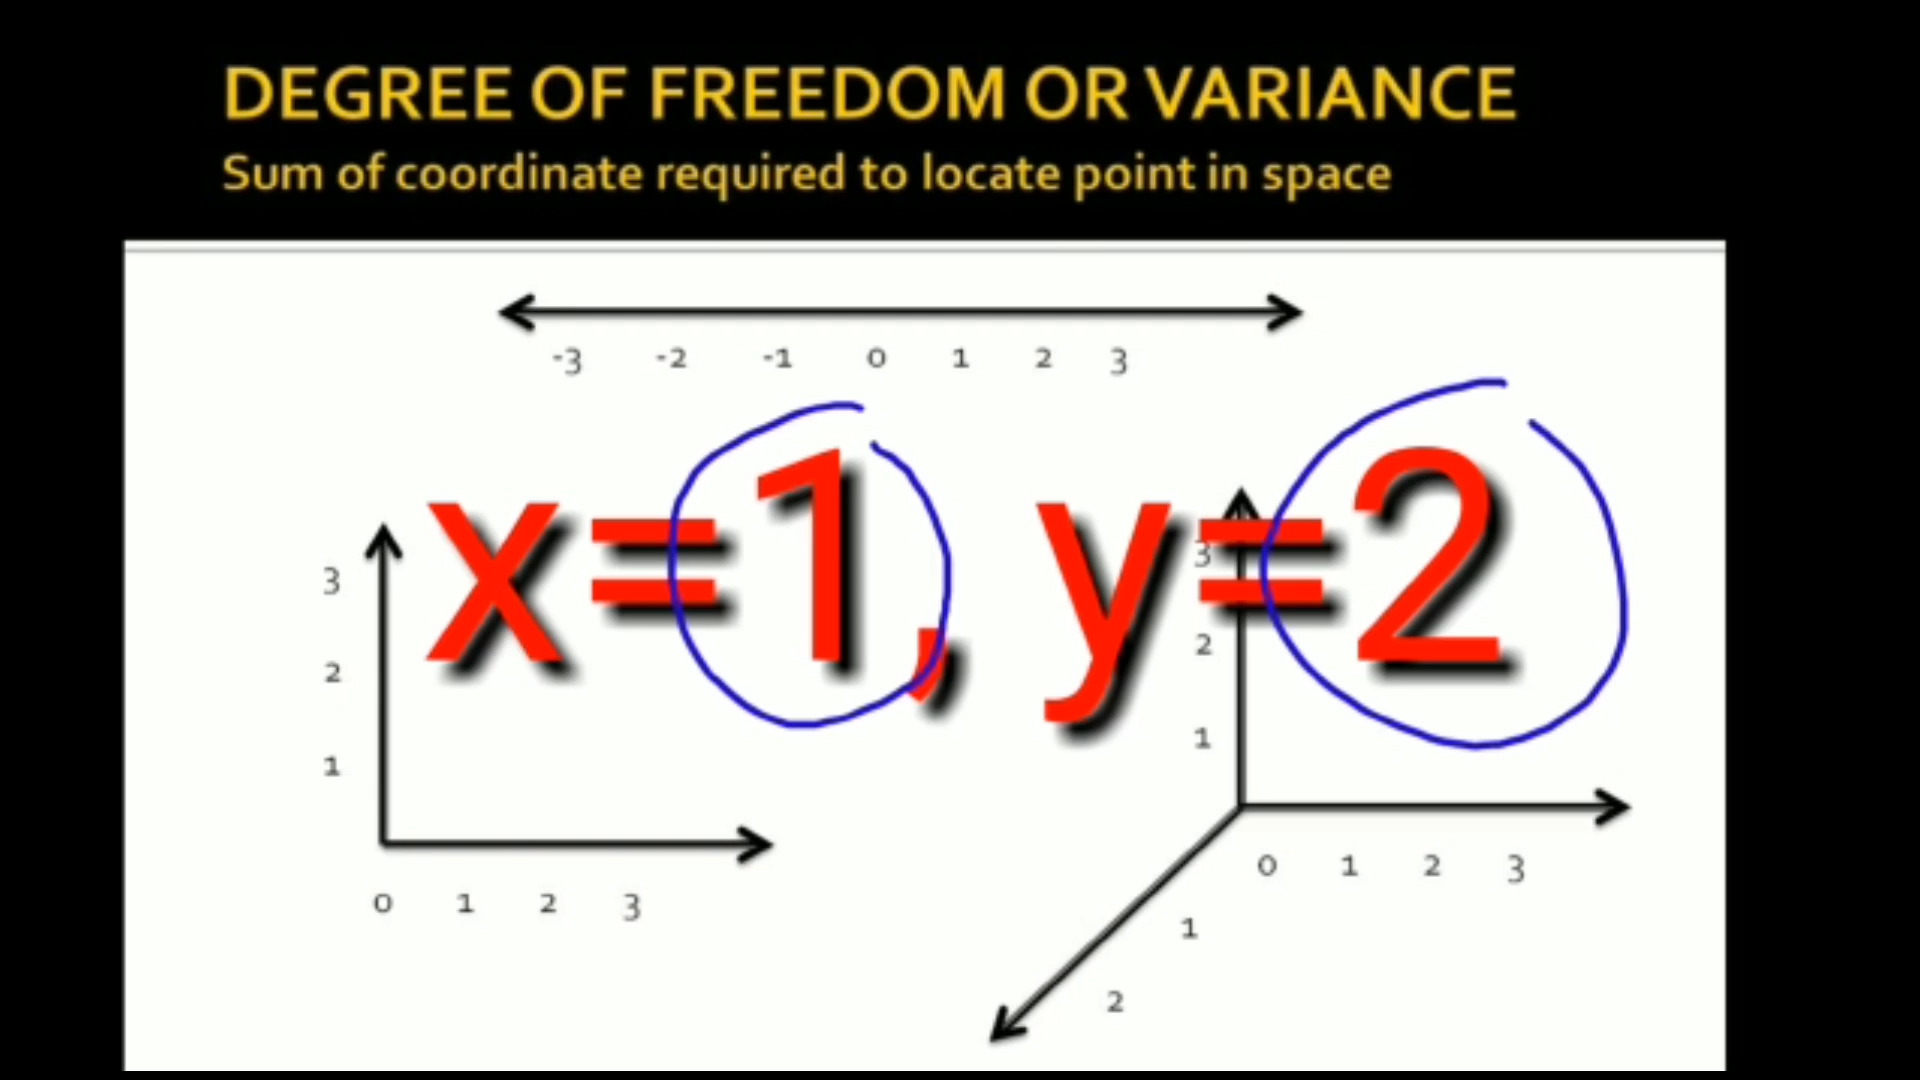 DEGREE OF FREEDOM OR VARIANCE
Sum of coordinate required to locate point in space
-3 -2 -1 0 1 2 3
x=1, y=2
3
2
1
0 1 2 3
3
2
1
0 1 2 3
1
2